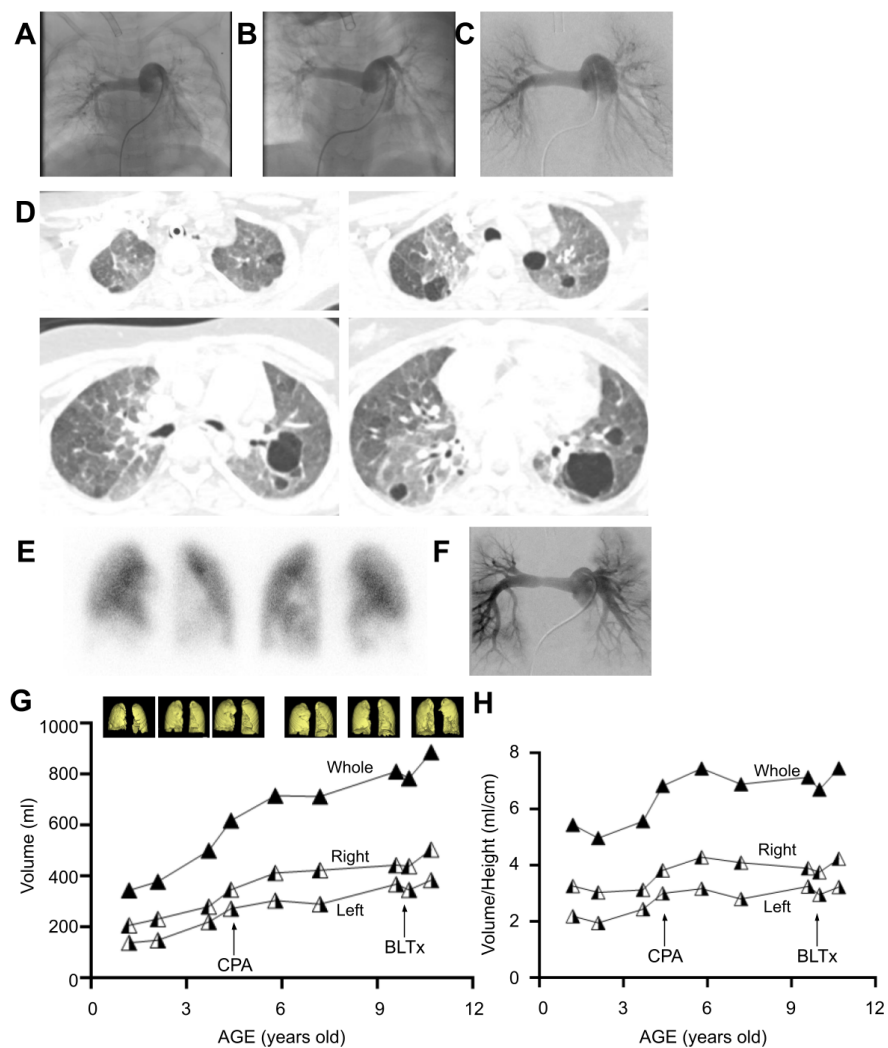 A
B
C
D
E
F
G
H
1000
800
600
400
200
0
Volume (ml)
Whole
Right
Left
CPA
BLTx
0
3
6
9
12
AGE (years old)
8
6
4
2
0
Volume/Height (ml/cm)
Whole
Right
Left
CPA
BLTx
0
3
6
9
12
AGE (years old)